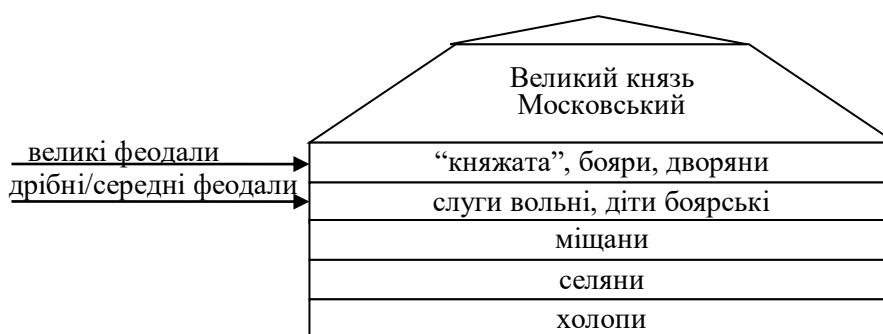 Великий князь
Московський
великі феодали
“княжата”, бояри, дворяни
дрібні/середні феодали
слуги вольні, діти боярські
міщани
селяни
холопи